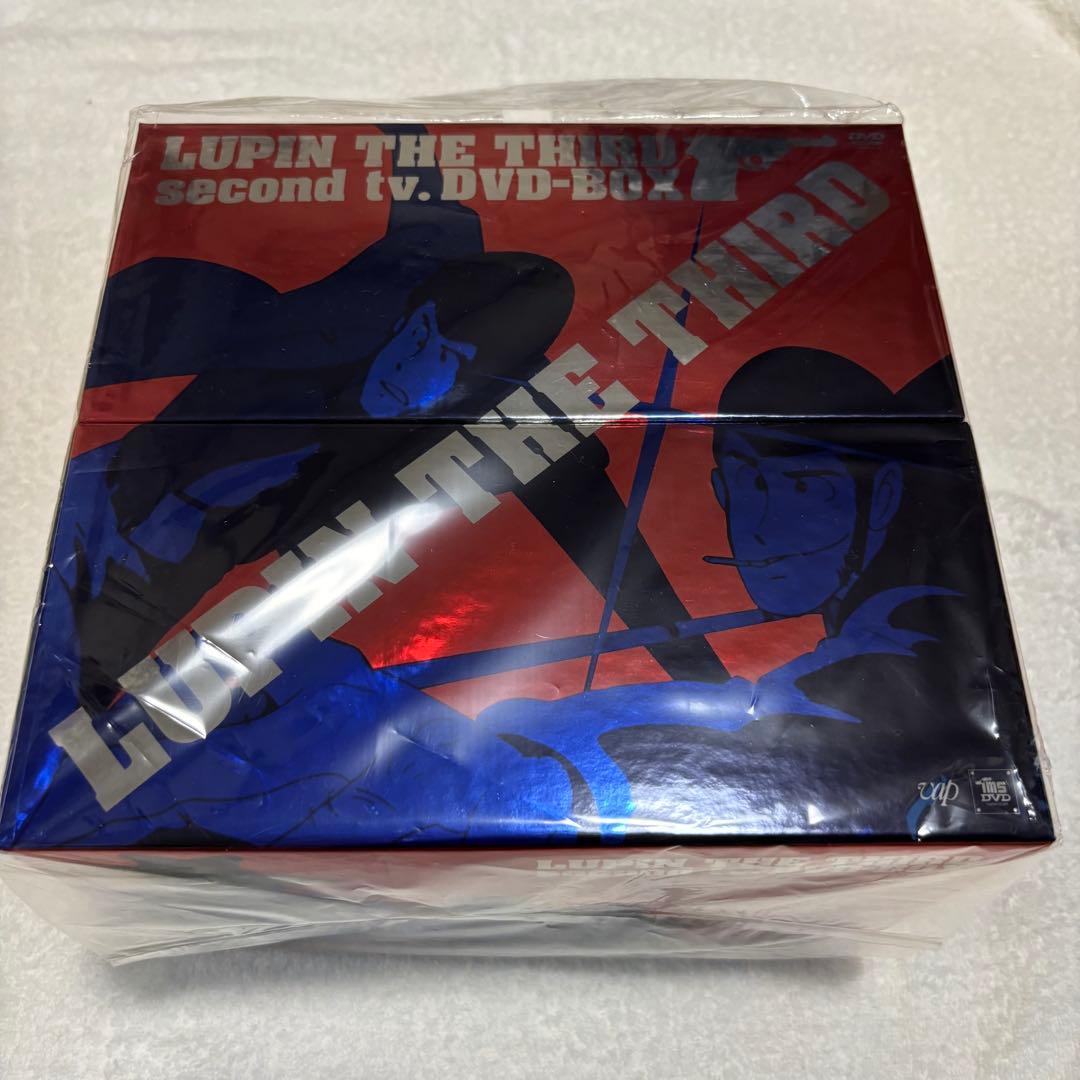 LUPIN THE THIRD
second tv. DVD-BOX
DVD
LUPIN THE THIRD
vap
tms
DVD
LUPIN THE THIRD